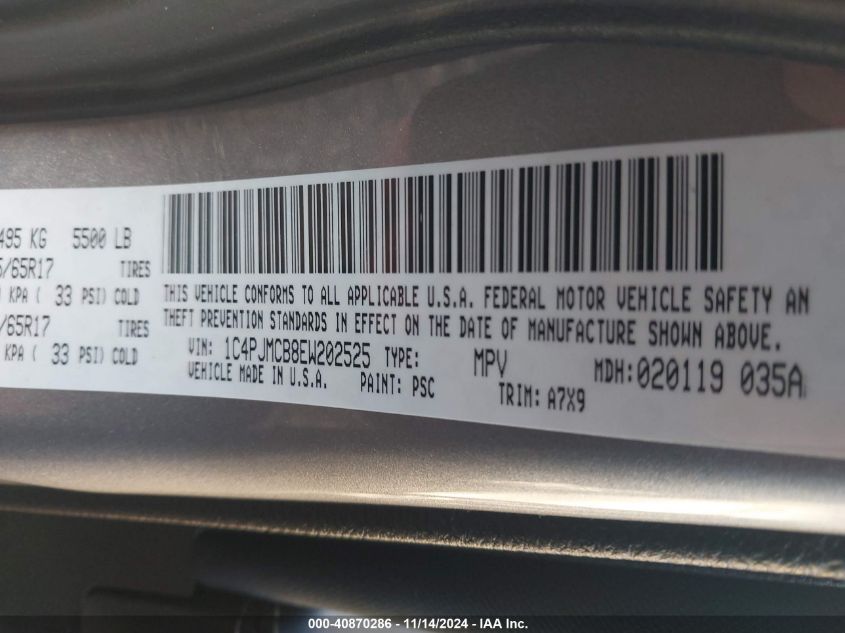 495 KG 5500 LB
/65R17 TIRES
KPA ( 33 PSI) COLD
/65R17 TIRES
KPA ( 33 PSI) COLD
THIS VEHICLE CONFORMS TO ALL APPLICABLE U.S.A. FEDERAL MOTOR VEHICLE SAFETY AN
THEFT PREVENTION STANDARDS IN EFFECT ON THE DATE OF MANUFACTURE SHOWN ABOVE.
VIN: 1C4PJMCB8EW202525 TYPE: MPV MDH:020119 035A
VEHICLE MADE IN U.S.A. PAINT: PSC TRIM: A7X9
000-40870286 - 11/14/2024 - IAA Inc.